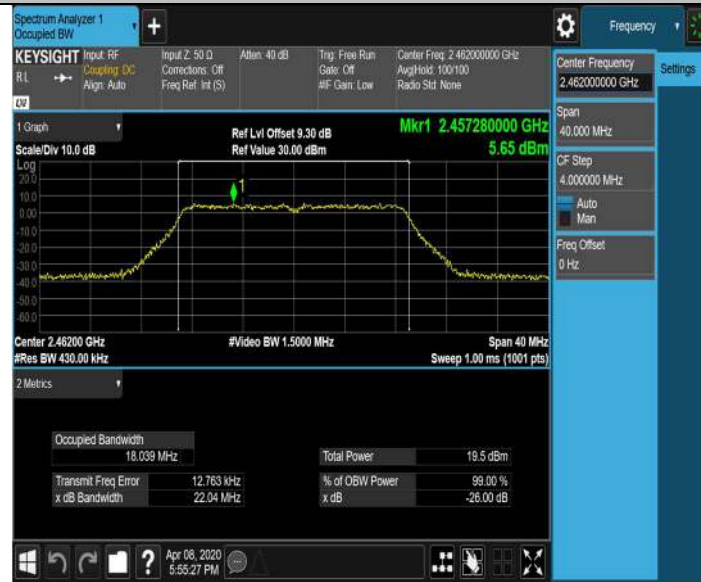 Spectrum Analyzer 1
Occupied BW
Frequency
KEYSIGHT
RL
Input: RF
Coupling: DC
Align: Auto
Input Z: 50 Ω
Corrections: Off
Freq Ref: Int (S)
Atten: 40 dB
Trig: Free Run
Gate: Off
#IF Gain: Low
Center Freq: 2.462000000 GHz
Avg|Hold: 100/100
Radio Std: None
1 Graph
Scale/Div 10.0 dB
Ref Lvl Offset 9.30 dB
Ref Value 30.00 dBm
Mkr1 2.457280000 GHz
5.65 dBm
Log
20.0
10.0
0.00
-10.0
-20.0
-30.0
-40.0
-50.0
-60.0
1
Center 2.46200 GHz
#Res BW 430.00 kHz
#Video BW 1.5000 MHz
Span 40 MHz
Sweep 1.00 ms (1001 pts)
2 Metrics
Occupied Bandwidth
18.039 MHz
Transmit Freq Error 12.763 kHz
x dB Bandwidth 22.04 MHz
Total Power 19.5 dBm
% of OBW Power 99.00 %
x dB -26.00 dB
Apr 08, 2020
5:55:27 PM
Center Frequency
2.462000000 GHz
Span
40.000 MHz
CF Step
4.000000 MHz
Auto
Man
Freq Offset
0 Hz
Settings